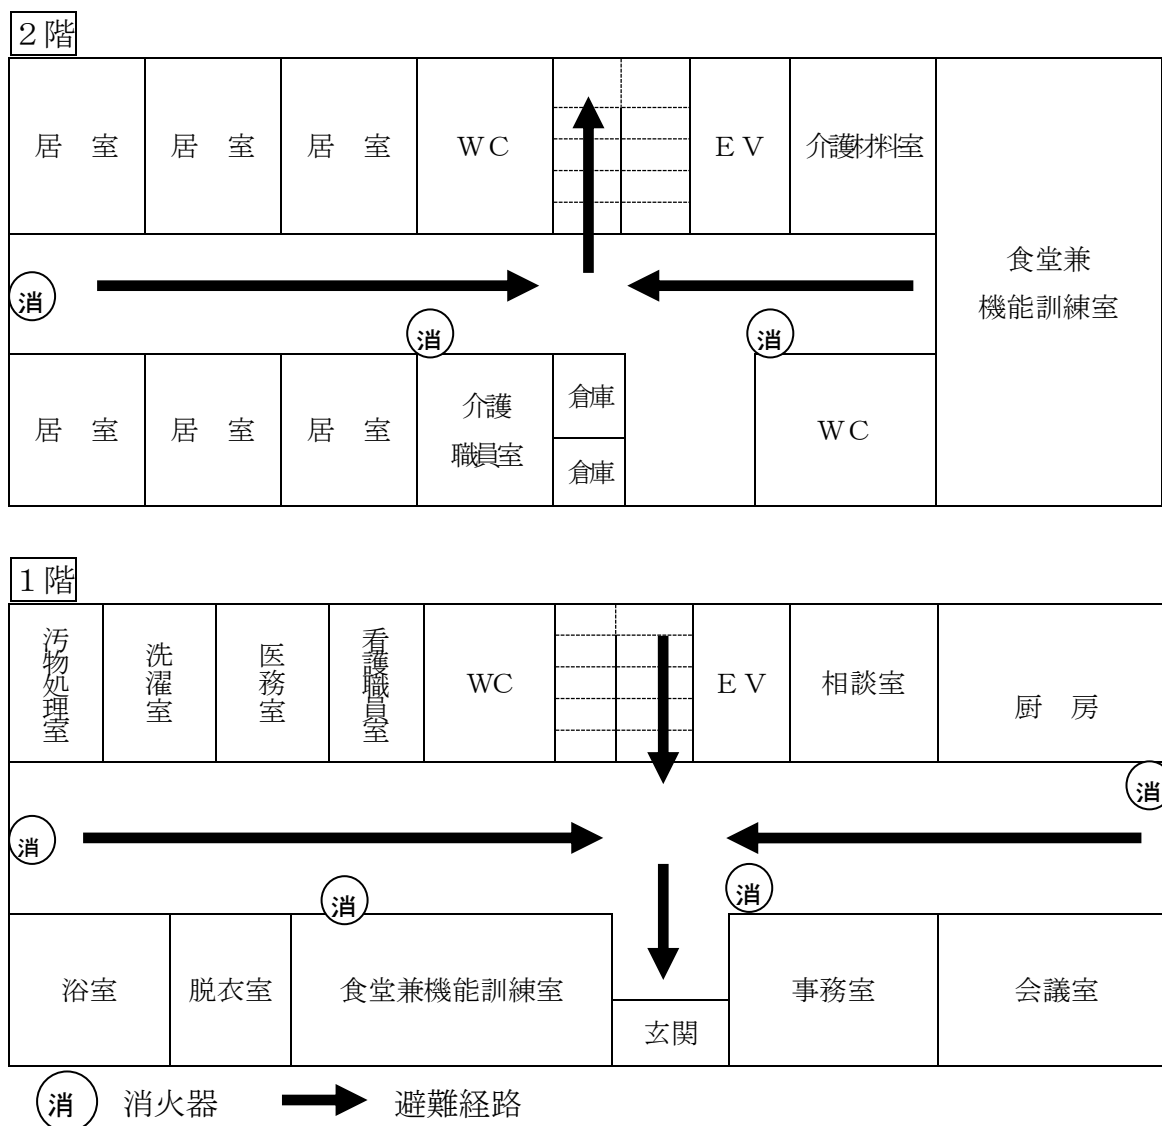 ２階
居　室
居　室
居　室
ＷＣ
ＥＶ
介護材料室
食堂兼
機能訓練室
消
消
消
居　室
居　室
居　室
介護
職員室
倉庫
倉庫
ＷＣ
１階
汚物処理室
洗濯室
医務室
看護職員室
WC
ＥＶ
相談室
厨　房
消
消
消
消
浴室
脱衣室
食堂兼機能訓練室
玄関
事務室
会議室
消 消火器 避難経路